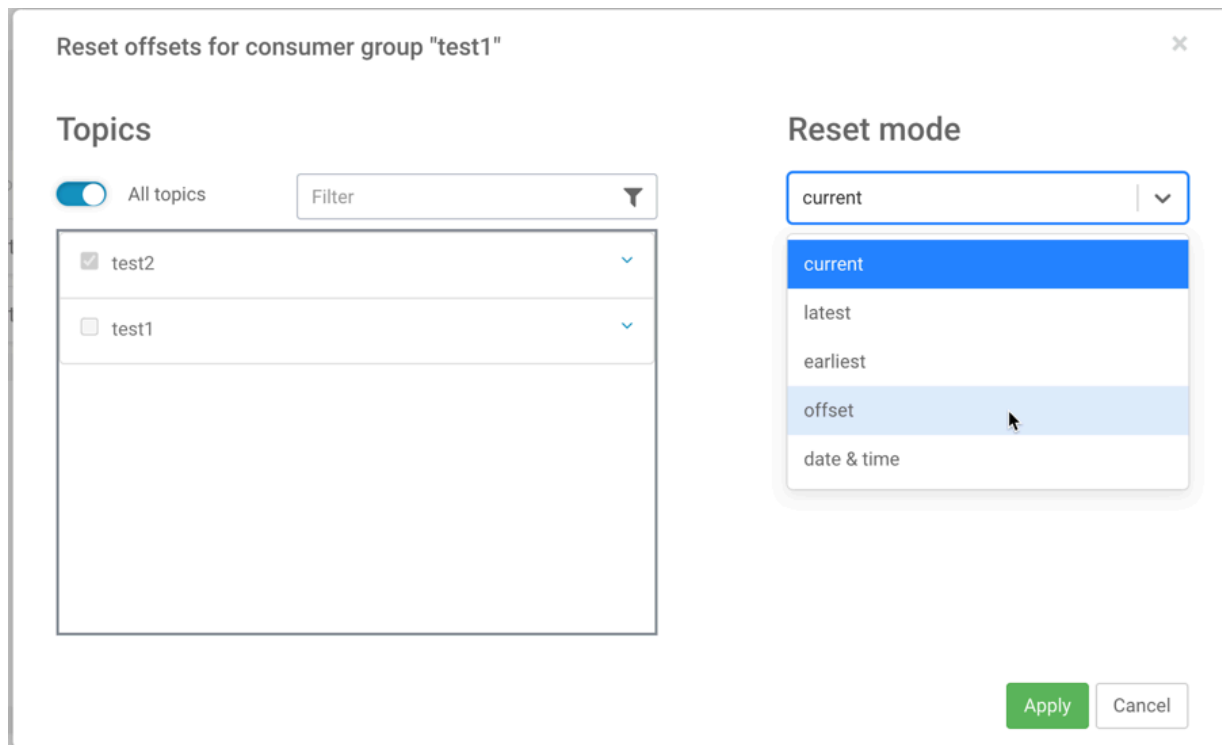 Reset offsets for consumer group "test1"
Topics
All topics
Filter
test2
test1
Reset mode
current
current
latest
earliest
offset
date & time
Apply
Cancel